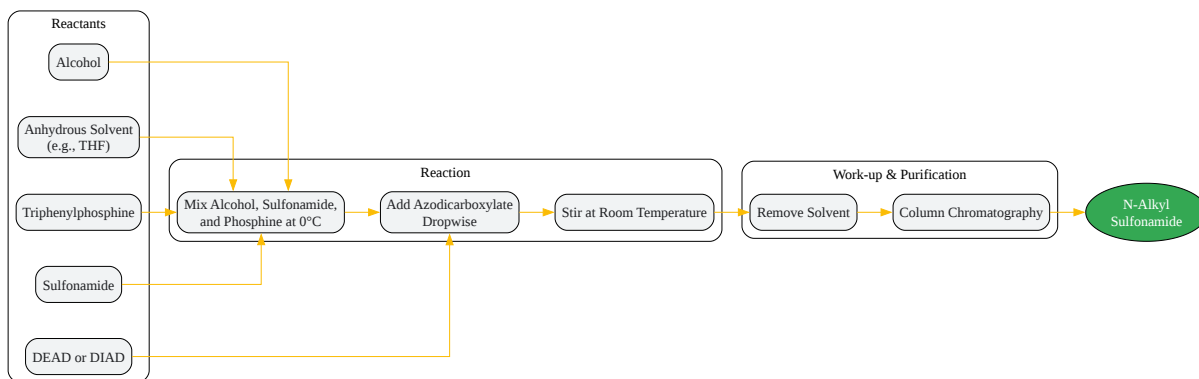 Reactants
Alcohol
Anhydrous Solvent
(e.g., THF)
Triphenylphosphine
Sulfonamide
DEAD or DIAD
Reaction
Mix Alcohol, Sulfonamide,
and Phosphine at 0°C
Add Azodicarboxylate
Dropwise
Stir at Room Temperature
Work-up & Purification
Remove Solvent
Column Chromatography
N-Alkyl
Sulfonamide